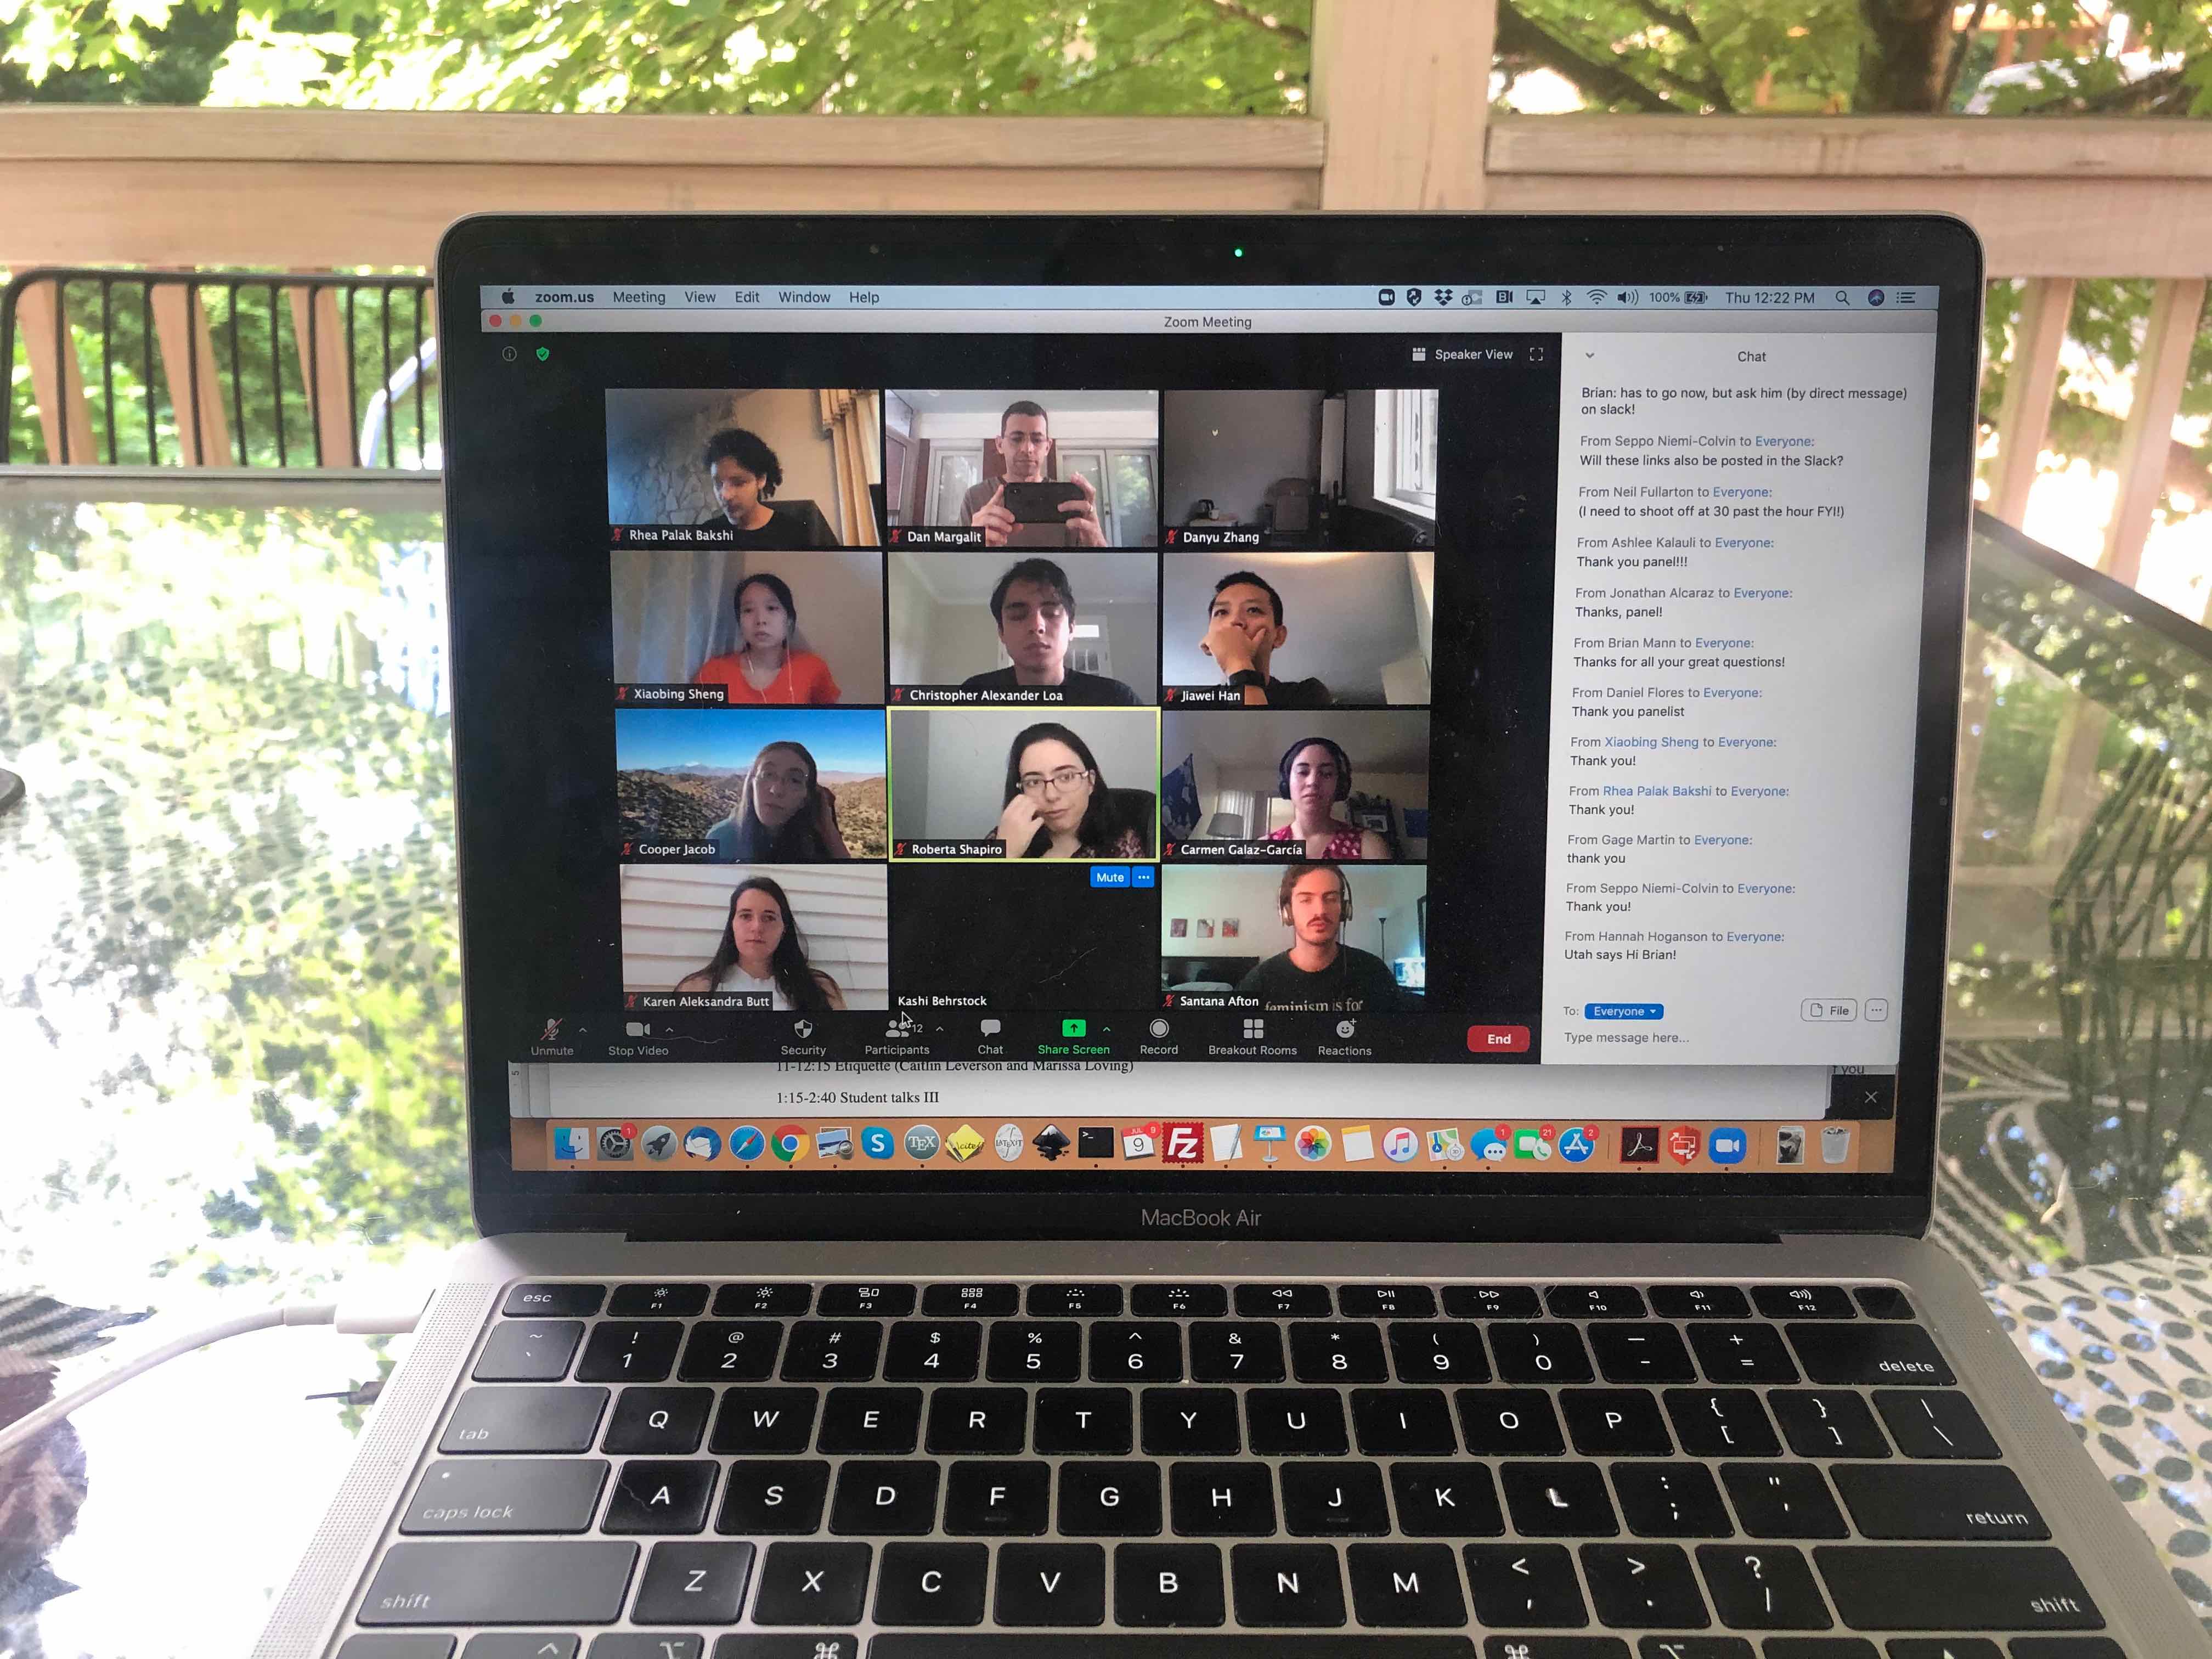 zoom.us Meeting View Edit Window Help
100% Thu 12:22 PM
Zoom Meeting
Speaker View
Chat
Rhea Palak Bakshi
Dan Margalit
Danyu Zhang
Xiaobing Sheng
Christopher Alexander Loa
Jiawei Han
Cooper Jacob
Roberta Shapiro
Carmen Galaz-García
Mute
Karen Aleksandra Butt
Kashi Behrstock
Santana Afton
feminism is for
Brian: has to go now, but ask him (by direct message)
on slack!
From Seppo Niemi-Colvin to Everyone:
Will these links also be posted in the Slack?
From Neil Fullarton to Everyone:
(I need to shoot off at 30 past the hour FYI!)
From Ashlee Kalauli to Everyone:
Thank you panel!!!
From Jonathan Alcaraz to Everyone:
Thanks, panel!
From Brian Mann to Everyone:
Thanks for all your great questions!
From Daniel Flores to Everyone:
Thank you panelist
From Xiaobing Sheng to Everyone:
Thank you!
From Rhea Palak Bakshi to Everyone:
Thank you!
From Gage Martin to Everyone:
thank you
From Seppo Niemi-Colvin to Everyone:
Thank you!
From Hannah Hoganson to Everyone:
Utah says Hi Brian!
To: Everyone File
Type message here...
12
Unmute Stop Video Security Participants Chat Share Screen Record Breakout Rooms Reactions End
11-12:15 Etiquette (Caitlin Leverson and Marissa Loving)
you
1:15-2:40 Student talks III
1 S TEX LATEXiT JUL 9 9 FZ 1 21 2
MacBook Air
esc F1 F2 F3 F4 F5 F6 F7 F8 F9 F10 F11 F12
~ ! @ # $ % ^ & * ( ) — +
` 1 2 3 4 5 6 7 8 9 0 - = delete
tab Q W E R T Y U I O P { [ } ] | \
caps lock A S D F G H J K L : ; " ' return
shift Z X C V B N M < , > . ? / shift
⌘ ⌘